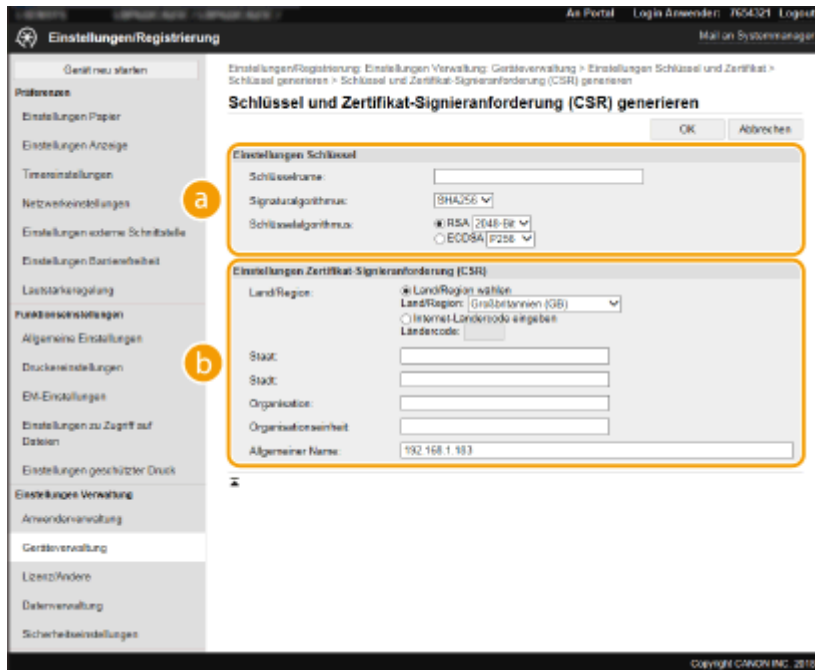 An Portal Login Anwender: 7654321 Logout
Einstellungen/Registrierung
Mail an Systemmanager
Gerät neu starten
Präferenzen
Einstellungen Papier
Einstellungen Anzeige
Timereinstellungen
Netzwerkeinstellungen
Einstellungen externe Schnittstelle
Einstellungen Barrierefreiheit
Lautstärkeregelung
Funktionseinstellungen
Allgemeine Einstellungen
Druckereinstellungen
EM-Einstellungen
Einstellungen zu Zugriff auf
Dateien
Einstellungen geschützter Druck
Einstellungen Verwaltung
Anwenderverwaltung
Geräteverwaltung
Lizenz/Andere
Datenverwaltung
Sicherheitseinstellungen
Einstellungen/Registrierung: Einstellungen Verwaltung: Geräteverwaltung > Einstellungen Schlüssel und Zertifikat >
Schlüssel generieren > Schlüssel und Zertifikat-Signieranforderung (CSR) generieren
Schlüssel und Zertifikat-Signieranforderung (CSR) generieren
OK Abbrechen
a
Einstellungen Schlüssel
Schlüsselname:
Signaturalgorithmus: SHA256
Schlüsselalgorithmus: RSA 2048-Bit
ECDSA P256
b
Einstellungen Zertifikat-Signieranforderung (CSR)
Land/Region: Land/Region wählen
Land/Region: Großbritannien (GB)
Internet-Ländercode eingeben
Ländercode:
Staat:
Stadt:
Organisation:
Organisationseinheit:
Allgemeiner Name: 192.168.1.183
Copyright CANON INC. 2018